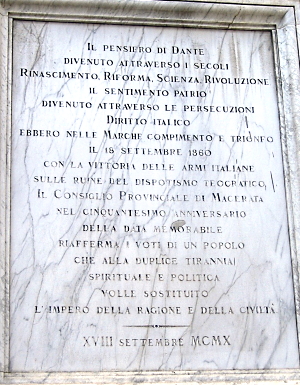 IL PENSIERO DI DANTE
DIVENUTO ATTRAVERSO I SECOLI
RINASCIMENTO, RIFORMA, SCIENZA, RIVOLUZIONE
IL SENTIMENTO PATRIO
DIVENUTO ATTRAVERSO LE PERSECUZIONI
DIRITTO ITALICO
EBBERO NELLE MARCHE COMPIMENTO E TRIONFO
IL 18 SETTEMBRE 1860
CON LA VITTORIA DELLE ARMI ITALIANE
SULLE RUINE DEL DISPOTISMO TEOCRATICO,
IL CONSIGLIO PROVINCIALE DI MACERATA
NEL CINQUANTESIMO ANNIVERSARIO
DELLA DATA MEMORABILE
RIAFFERMA I VOTI DI UN POPOLO
CHE ALLA DUPLICE TIRANNIA
SPIRITUALE E POLITICA
VOLLE SOSTITUITO
L'IMPERO DELLA RAGIONE E DELLA CIVILTÀ.
XVIII SETTEMBRE MCMX